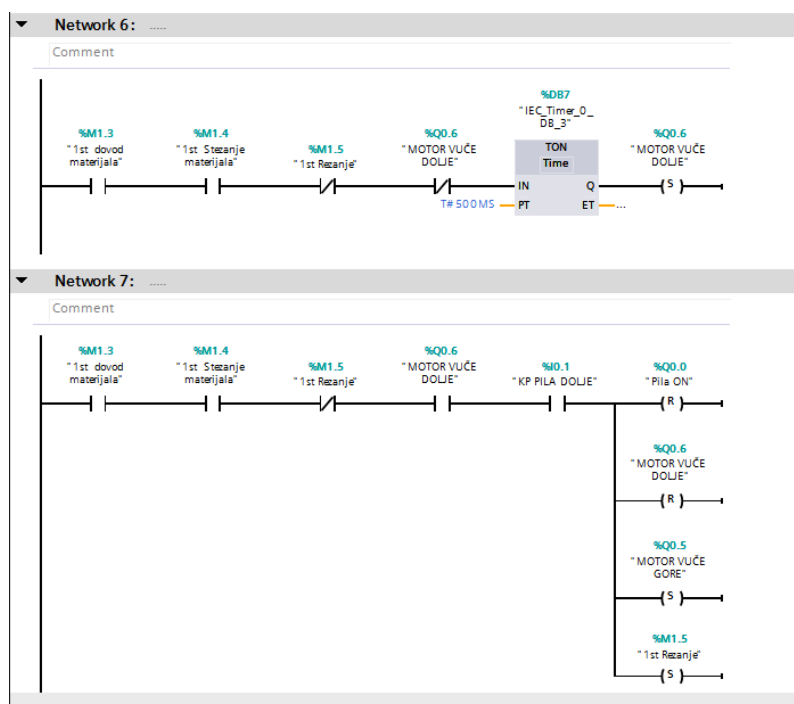 Network 6: .....
Comment
%DB7
"IEC_Timer_0_
DB_3"
%M1.3 %M1.4 %Q0.6 %Q0.6
"1st dovod "1st Stezanje %M1.5 "MOTOR VUČE TON "MOTOR VUČE
materijala" materijala" "1st Rezanje" DOLJE" Time DOLJE"
IN Q S
T#500MS PT ET ...
Network 7: .....
Comment
%M1.3 %M1.4 %Q0.6
"1st dovod "1st Stezanje %M1.5 "MOTOR VUČE %I0.1 %Q0.0
materijala" materijala" "1st Rezanje" DOLJE" "KP PILA DOLJE" "Pila ON"
R
%Q0.6
"MOTOR VUČE
DOLJE"
R
%Q0.5
"MOTOR VUČE
GORE"
S
%M1.5
"1st Rezanje"
S